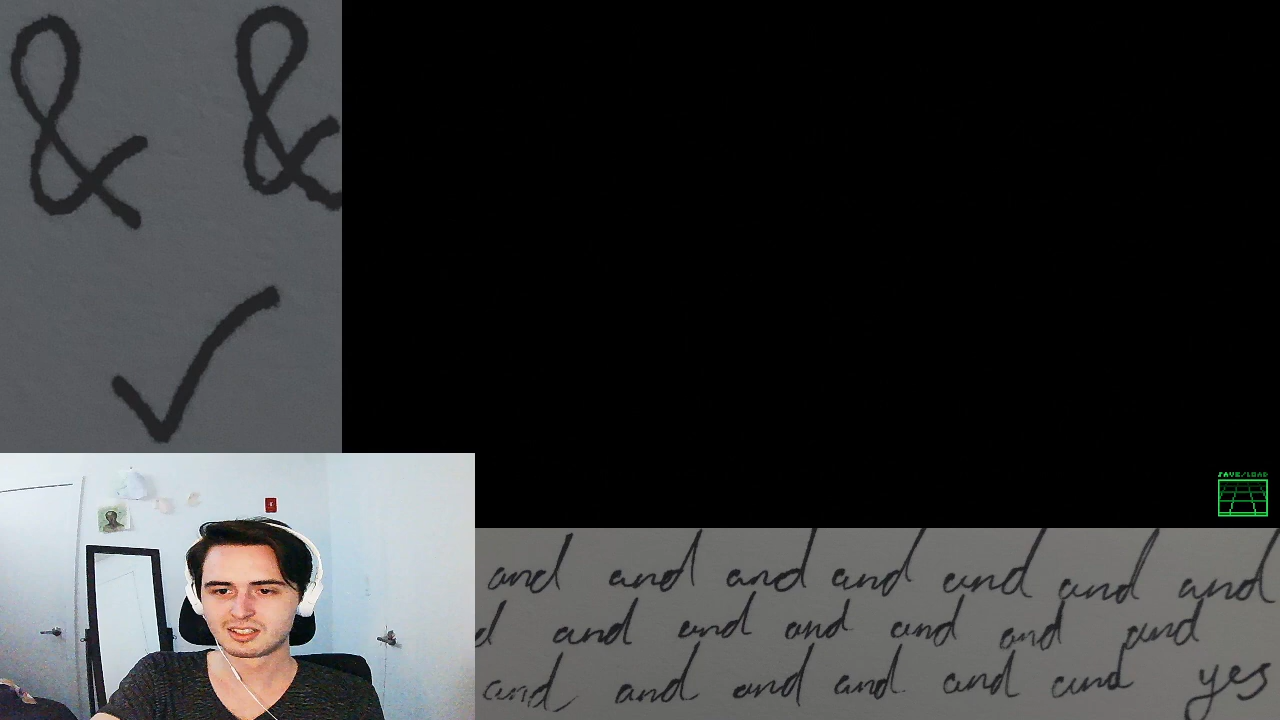 & &
✓
SAVE/LOAD
and and and and and and and
d and and and and and and
and and and and and and yes